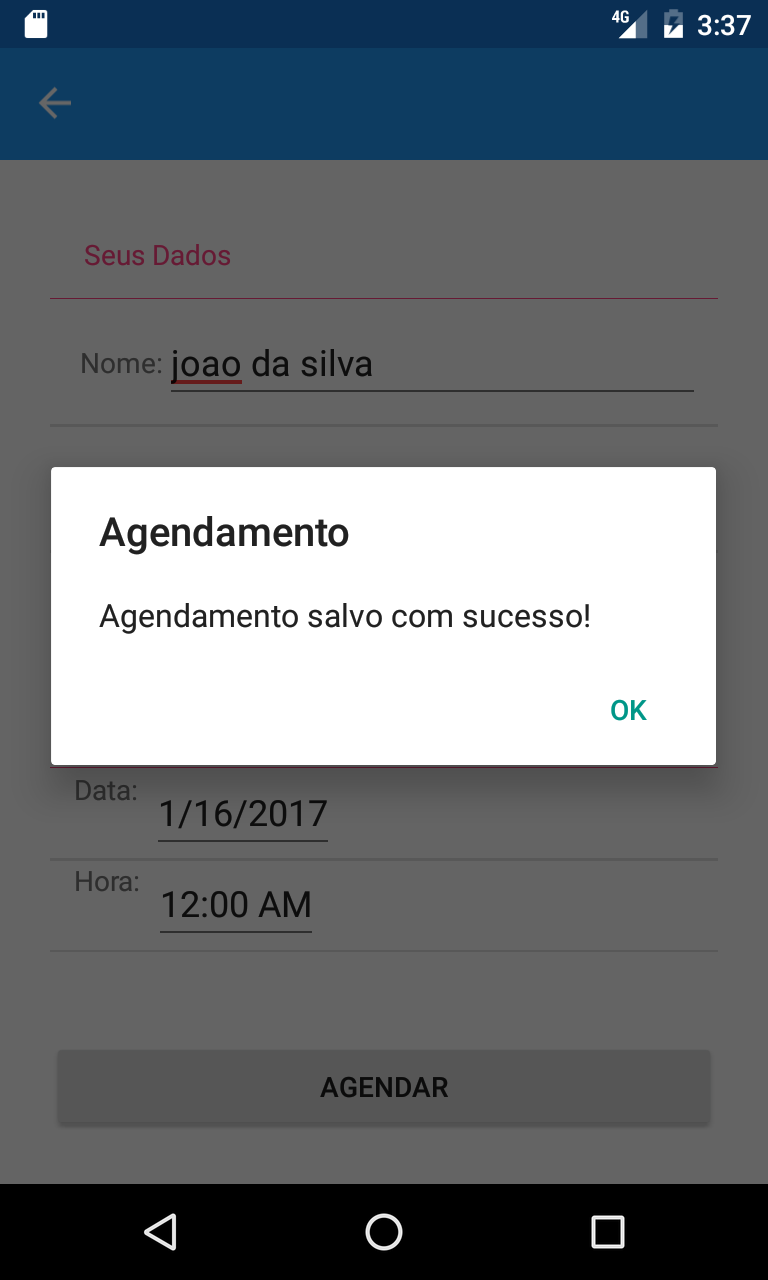 4G 3:37
Seus Dados
Nome: joao da silva
Agendamento
Agendamento salvo com sucesso!
OK
Data: 1/16/2017
Hora: 12:00 AM
AGENDAR